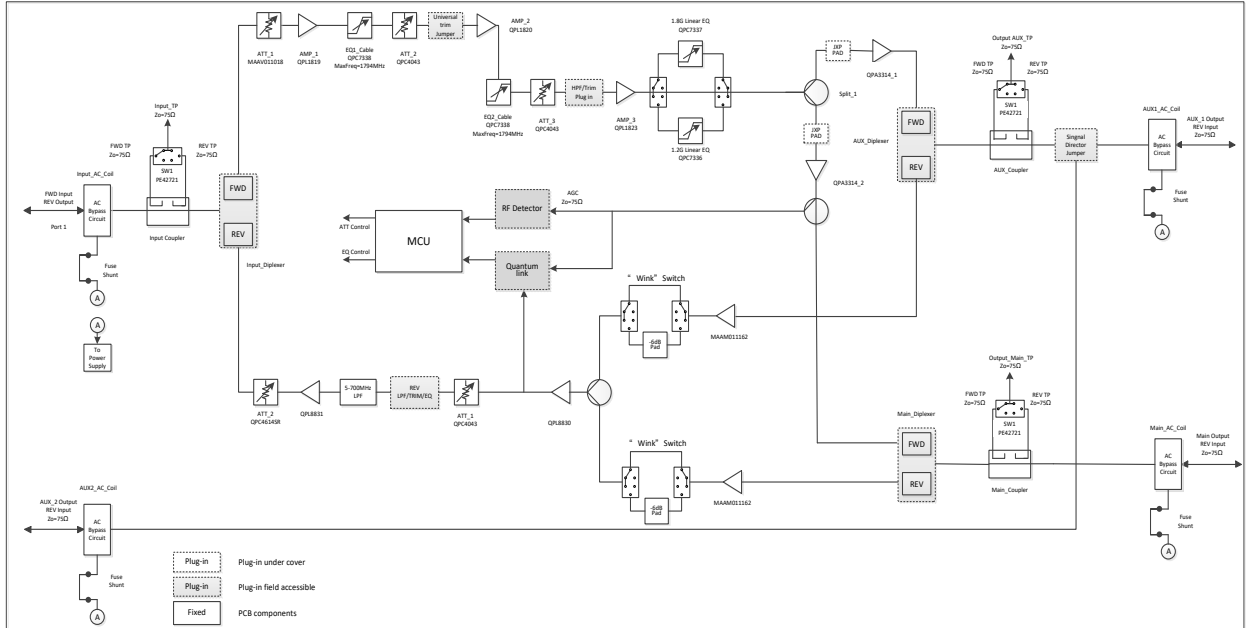 ATT_1
MAAV011018
AMP_1
QPL1819
EQ1_Cable
QPC7338
MaxFreq=1794MHz
ATT_2
QPC4043
Universal
trim
Jumper
AMP_2
QPL1820
EQ2_Cable
QPC7338
MaxFreq=1794MHz
ATT_3
QPC4043
HPF/Trim
Plug in
AMP_3
QPL1823
1.8G Linear EQ
QPC7337
1.2G Linear EQ
QPC7336
JXP
PAD
QPA3314_1
Split_1
JXP
PAD
QPA3314_2
AUX_Diplexer
FWD
REV
Output AUX_TP
Zo=75Ω
FWD TP
Zo=75Ω
REV TP
Zo=75Ω
SW1
PE42721
AUX_Coupler
Singnal
Director
Jumper
AUX1_AC_Coil
AC
Bypass
Circuit
AUX_1 Output
REV Input
Zo=75Ω
Fuse
Shunt
A
Input_TP
Zo=75Ω
FWD TP
Zo=75Ω
REV TP
Zo=75Ω
SW1
PE42721
Input Coupler
Input_AC_Coil
FWD Input
REV Output
Port 1
AC
Bypass
Circuit
Fuse
Shunt
A
A
To
Power
Supply
FWD
REV
Input_Diplexer
ATT Control
EQ Control
MCU
RF Detector
AGC
Zo=75Ω
Quantum
link
“ Wink” Switch
-6dB
Pad
MAAM011162
ATT_2
QPC4614SR
QPL8831
5-700MHz
LPF
REV
LPF/TRIM/EQ
ATT_1
QPC4043
QPL8830
“ Wink” Switch
-6dB
Pad
MAAM011162
Main_Diplexer
FWD
REV
Output_Main_TP
Zo=75Ω
FWD TP
Zo=75Ω
REV TP
Zo=75Ω
SW1
PE42721
Main_Coupler
Main_AC_Coil
AC
Bypass
Circuit
Main Output
REV Input
Zo=75Ω
Fuse
Shunt
A
AUX2_AC_Coil
AUX_2 Output
REV Input
Zo=75Ω
AC
Bypass
Circuit
Fuse
Shunt
A
Plug-in
Plug-in under cover
Plug-in
Plug-in field accessible
Fixed
PCB components